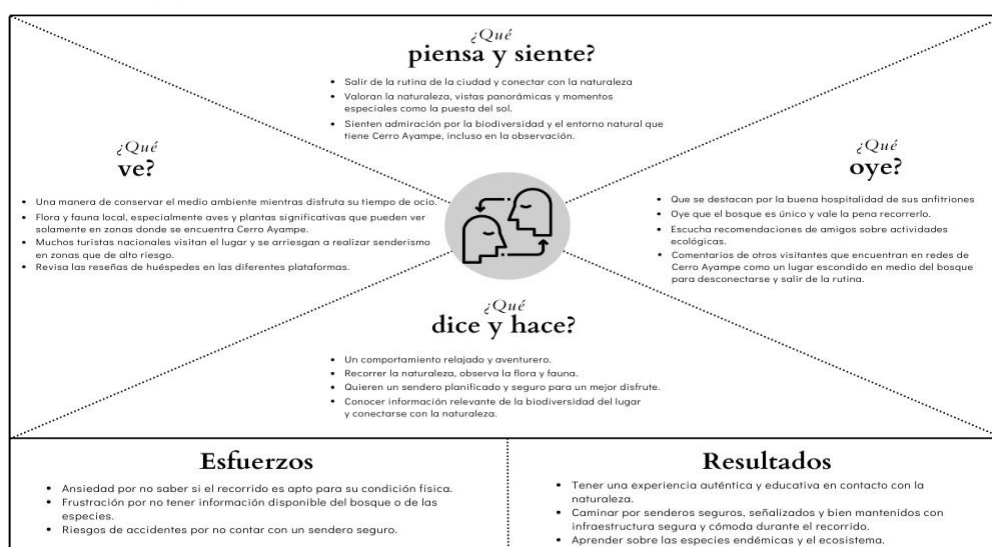 ¿Qué
piensa y siente?
• Salir de la rutina de la ciudad y conectar con la naturaleza
• Valoran la naturaleza, vistas panorámicas y momentos
especiales como la puesta del sol.
• Sienten admiración por la biodiversidad y el entorno natural que
tiene Cerro Ayampe, incluso en la observación.
¿Qué
ve?
• Una manera de conservar el medio ambiente mientras disfruta su tiempo de ocio.
• Flora y fauna local, especialmente aves y plantas significativas que pueden ver
solamente en zonas donde se encuentra Cerro Ayampe.
• Muchos turistas nacionales visitan el lugar y se arriesgan a realizar senderismo
en zonas que de alto riesgo.
• Revisa las reseñas de huéspedes en las diferentes plataformas.
¿Qué
oye?
• Que se destacan por la buena hospitalidad de sus anfitriones
• Oye que el bosque es único y vale la pena recorrerlo.
• Escucha recomendaciones de amigos sobre actividades
ecológicas.
• Comentarios de otros visitantes que encuentran en redes de
Cerro Ayampe como un lugar escondido en medio del bosque
para desconectarse y salir de la rutina.
¿Qué
dice y hace?
• Un comportamiento relajado y aventurero.
• Recorrer la naturaleza, observa la flora y fauna.
• Quieren un sendero planificado y seguro para un mejor disfrute.
• Conocer información relevante de la biodiversidad del lugar
y conectarse con la naturaleza.
Esfuerzos
• Ansiedad por no saber si el recorrido es apto para su condición física.
• Frustración por no tener información disponible del bosque o de las
especies.
• Riesgos de accidentes por no contar con un sendero seguro.
Resultados
• Tener una experiencia auténtica y educativa en contacto con la
naturaleza.
• Caminar por senderos seguros, señalizados y bien mantenidos con
infraestructura segura y cómoda durante el recorrido.
• Aprender sobre las especies endémicas y el ecosistema.